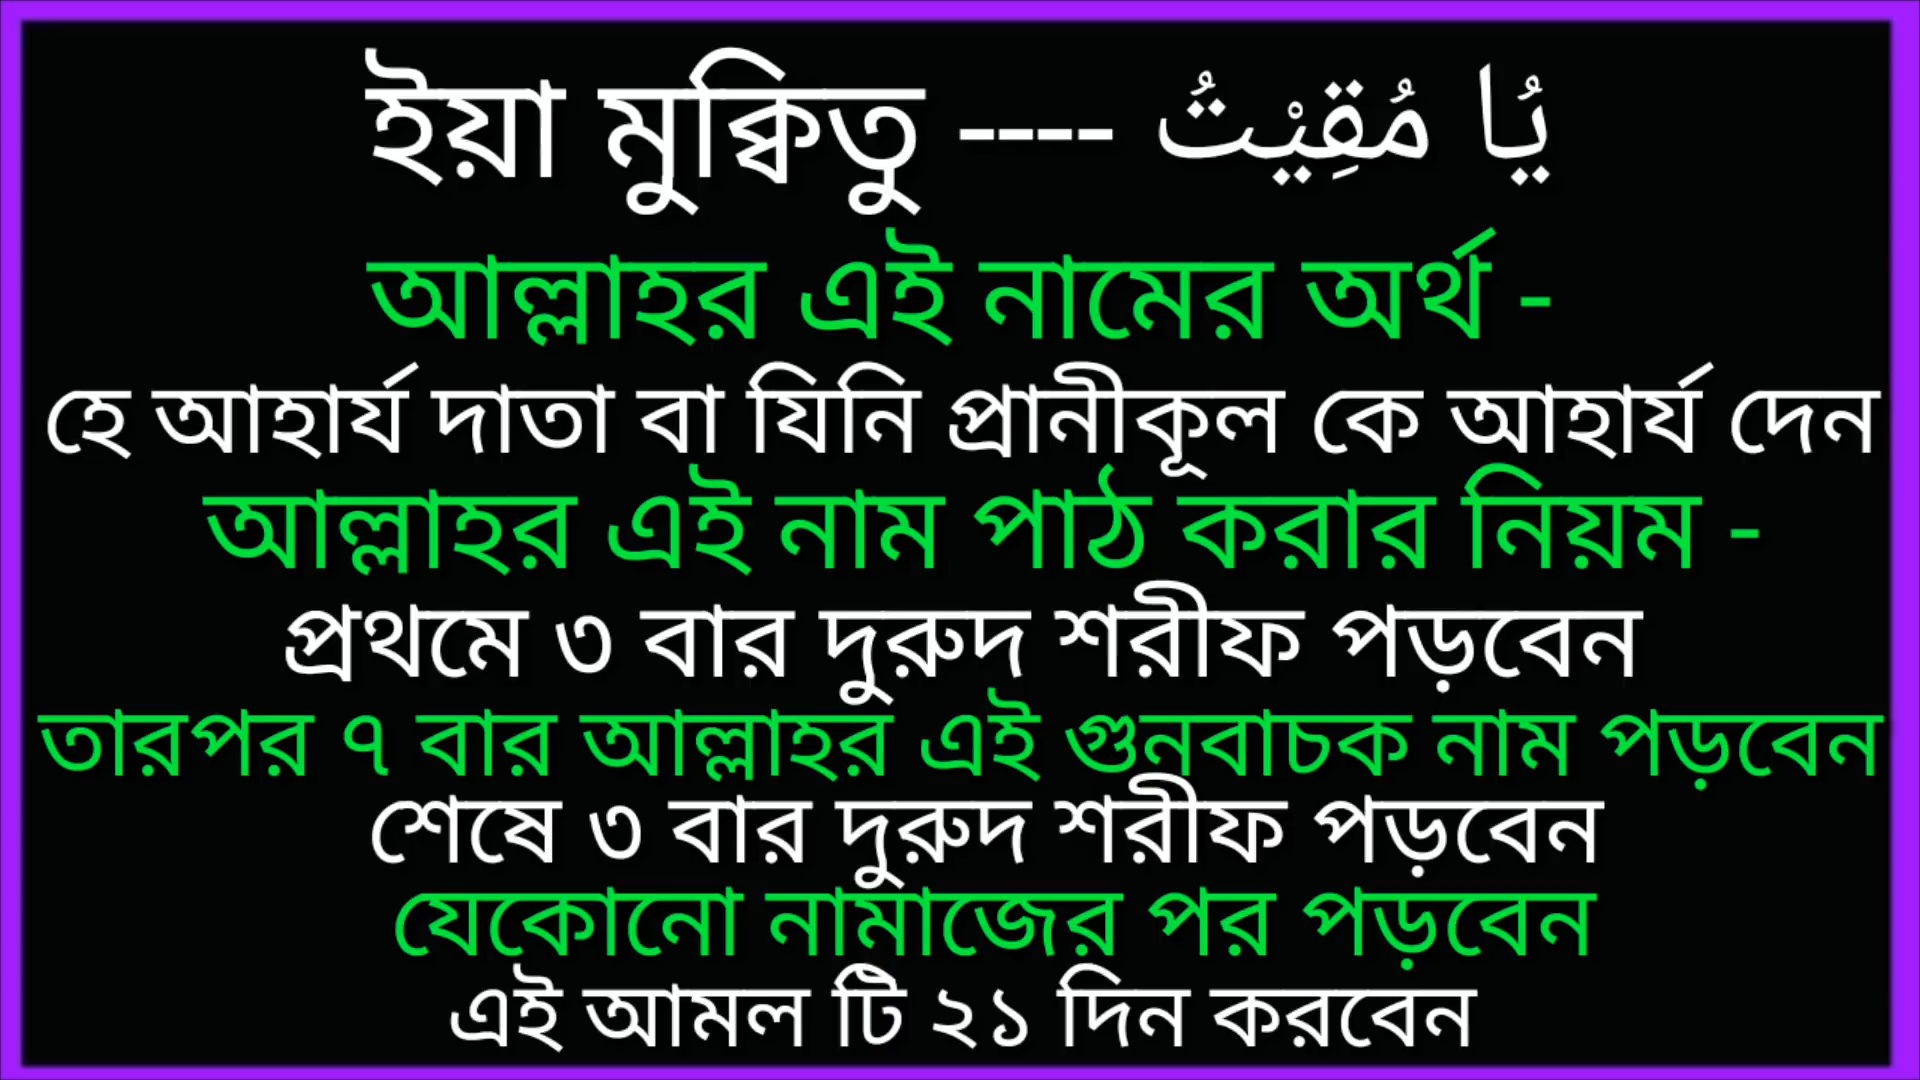 ইয়া মুক্বিতু ---- يُا مُقِيْتُ
আল্লাহর এই নামের অর্থ -
হে আহার্য দাতা বা যিনি প্রানীকূল কে আহার্য দেন
আল্লাহর এই নাম পাঠ করার নিয়ম -
প্রথমে ৩ বার দুরুদ শরীফ পড়বেন
তারপর ৭ বার আল্লাহর এই গুনবাচক নাম পড়বেন
শেষে ৩ বার দুরুদ শরীফ পড়বেন
যেকোনো নামাজের পর পড়বেন
এই আমল টি ২১ দিন করবেন